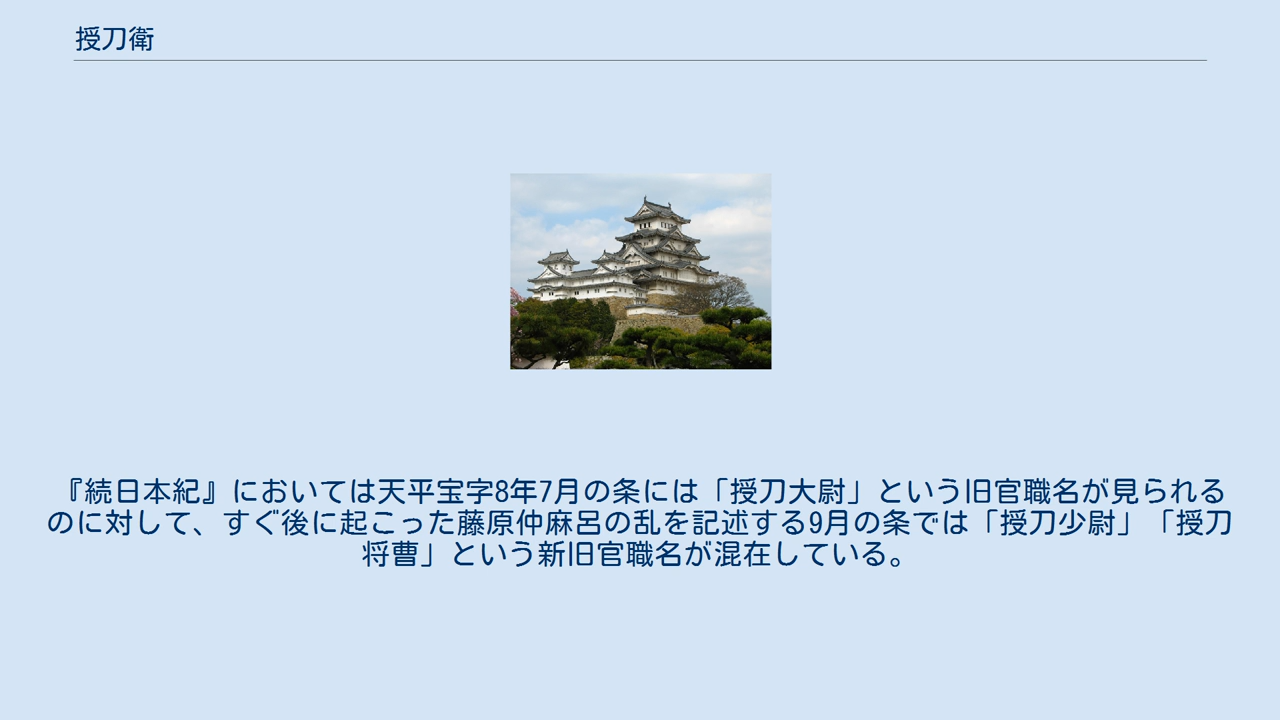 授刀衛
『続日本紀』においては天平宝字8年7月の条には「授刀大尉」という旧官職名が見られる
のに対して、すぐ後に起こった藤原仲麻呂の乱を記述する9月の条では「授刀少尉」「授刀
将曹」という新旧官職名が混在している。